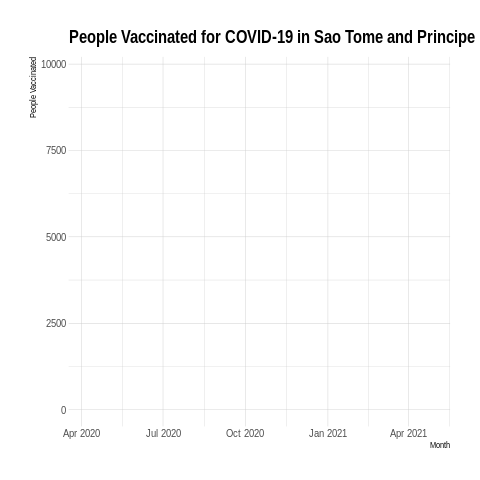 People Vaccinated for COVID-19 in Sao Tome and Principe
People Vaccinated
10000
7500
5000
2500
0
Apr 2020 Jul 2020 Oct 2020 Jan 2021 Apr 2021
Month